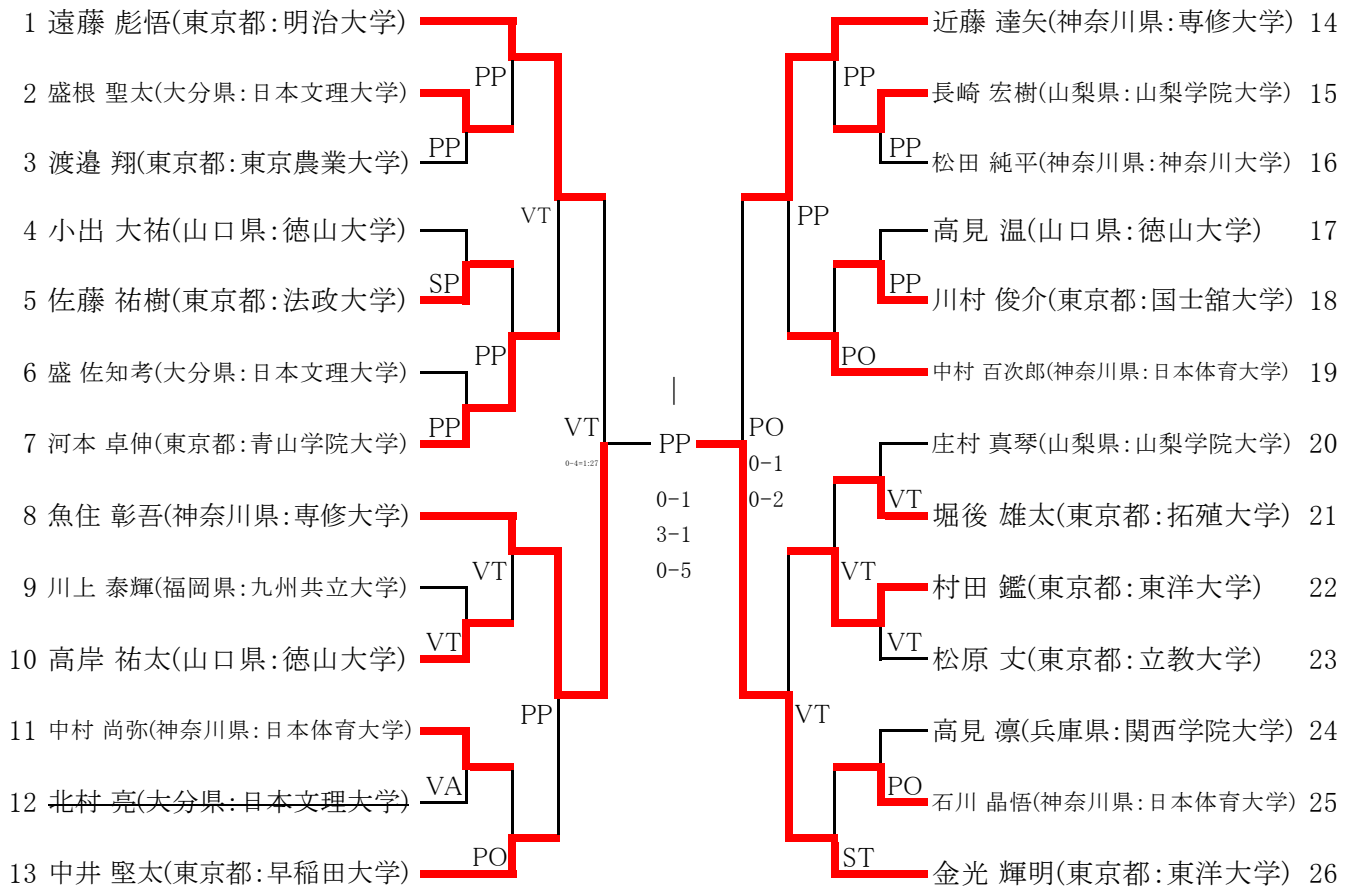 1 遠藤 彪悟(東京都:明治大学)
PP
2 盛根 聖太(大分県:日本文理大学)
PP
3 渡邉 翔(東京都:東京農業大学)
VT
4 小出 大祐(山口県:徳山大学)
SP
5 佐藤 祐樹(東京都:法政大学)
PP
6 盛 佐知考(大分県:日本文理大学)
PP
7 河本 卓伸(東京都:青山学院大学)
VT
0-4=1:27
8 魚住 彰吾(神奈川県:専修大学)
VT
9 川上 泰輝(福岡県:九州共立大学)
VT
10 高岸 祐太(山口県:徳山大学)
PP
11 中村 尚弥(神奈川県:日本体育大学)
VA
12 北村 亮(大分県:日本文理大学)
PO
13 中井 堅太(東京都:早稲田大学)
|
PP
0-1
3-1
0-5
近藤 達矢(神奈川県:専修大学) 14
PP
長崎 宏樹(山梨県:山梨学院大学) 15
PP
松田 純平(神奈川県:神奈川大学) 16
PP
高見 温(山口県:徳山大学) 17
PP
川村 俊介(東京都:国士舘大学) 18
PO
中村 百次郎(神奈川県:日本体育大学) 19
PO
0-1
0-2
庄村 真琴(山梨県:山梨学院大学) 20
VT
堀後 雄太(東京都:拓殖大学) 21
VT
村田 鑑(東京都:東洋大学) 22
VT
松原 丈(東京都:立教大学) 23
VT
高見 凛(兵庫県:関西学院大学) 24
PO
石川 晶悟(神奈川県:日本体育大学) 25
ST
金光 輝明(東京都:東洋大学) 26